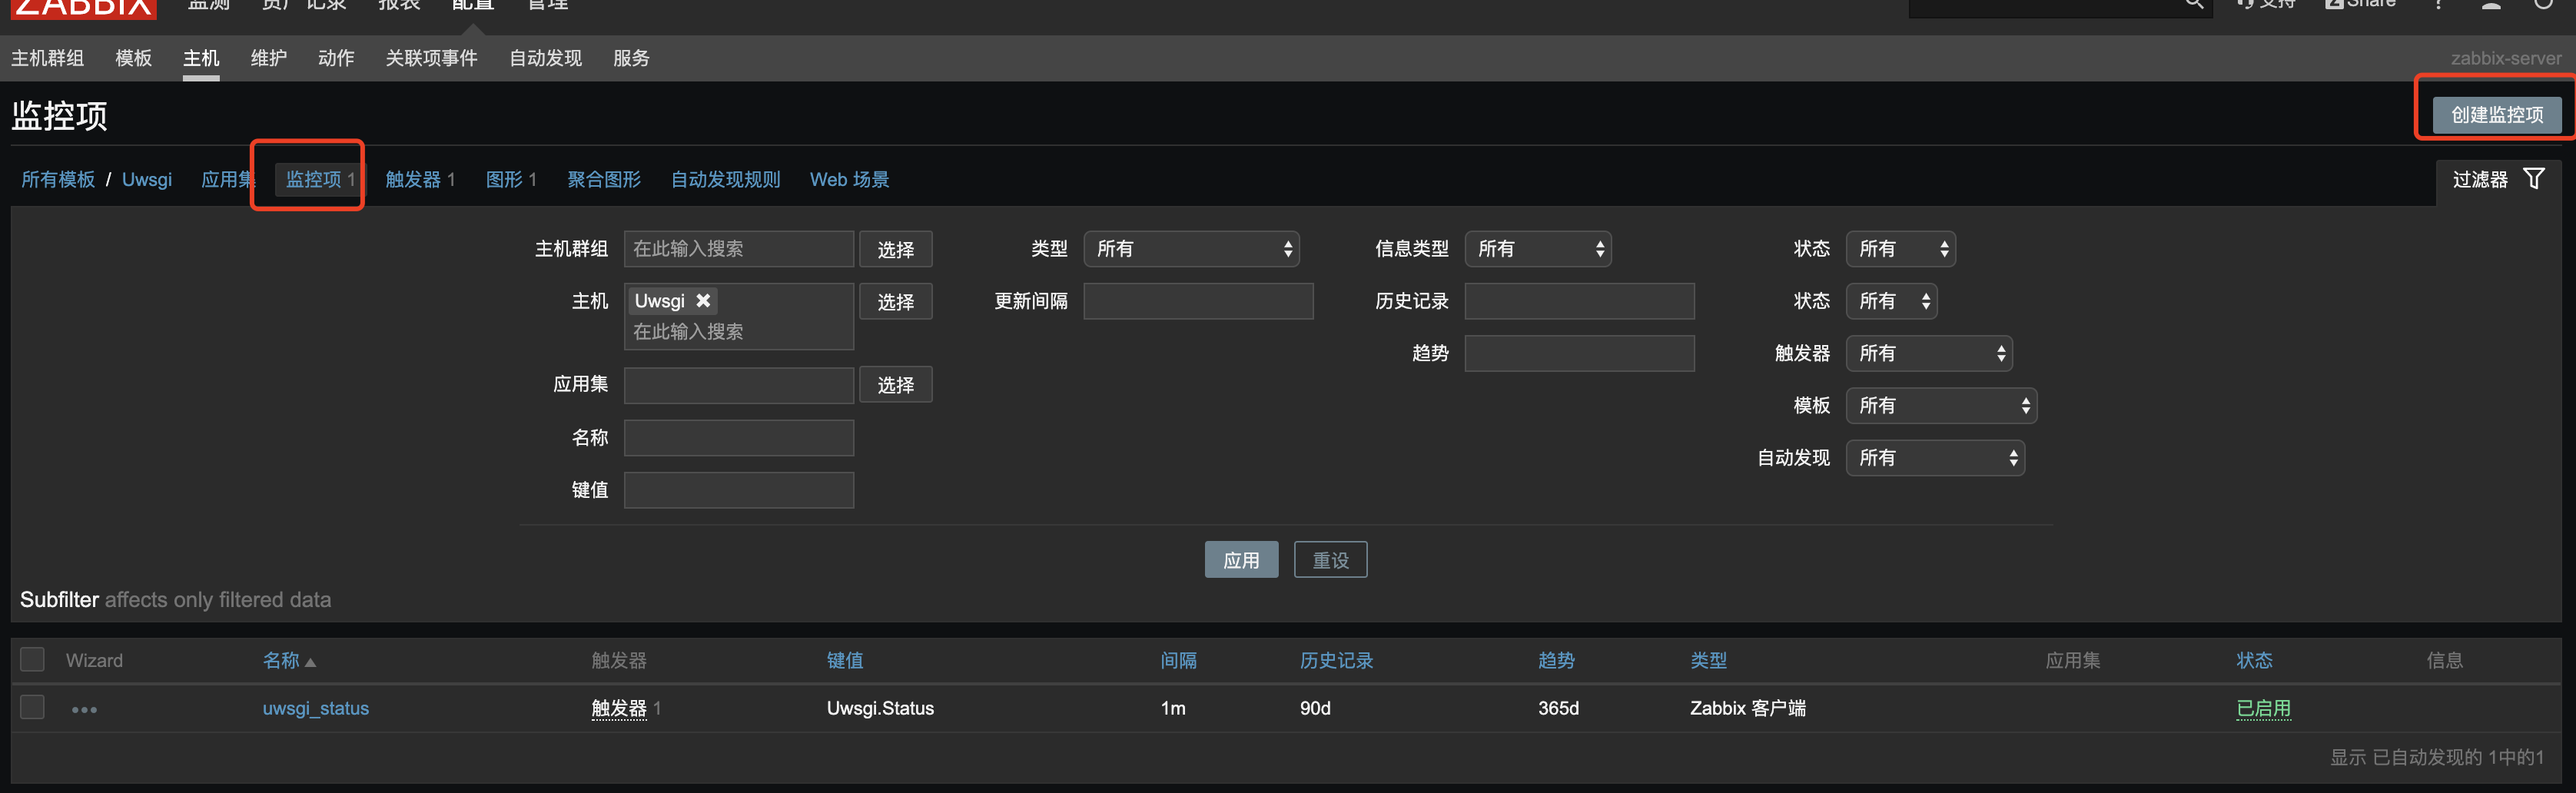 ZABBIX 监测 资产记录 报表 配置 管理 支持 Share ?
主机群组 模板 主机 维护 动作 关联项事件 自动发现 服务 zabbix-server
监控项 创建监控项
所有模板 / Uwsgi 应用集 监控项 1 触发器 1 图形 1 聚合图形 自动发现规则 Web 场景 过滤器
主机群组 在此输入搜索 选择 类型 所有 信息类型 所有 状态 所有
主机 Uwsgi ✖ 选择 更新间隔 历史记录 状态 所有
在此输入搜索
趋势 触发器 所有
应用集 选择 模板 所有
名称 自动发现 所有
键值
应用 重设
Subfilter affects only filtered data
Wizard 名称 ▲ 触发器 键值 间隔 历史记录 趋势 类型 应用集 状态 信息
••• uwsgi_status 触发器 1 Uwsgi.Status 1m 90d 365d Zabbix 客户端 已启用
显示 已自动发现的 1中的1